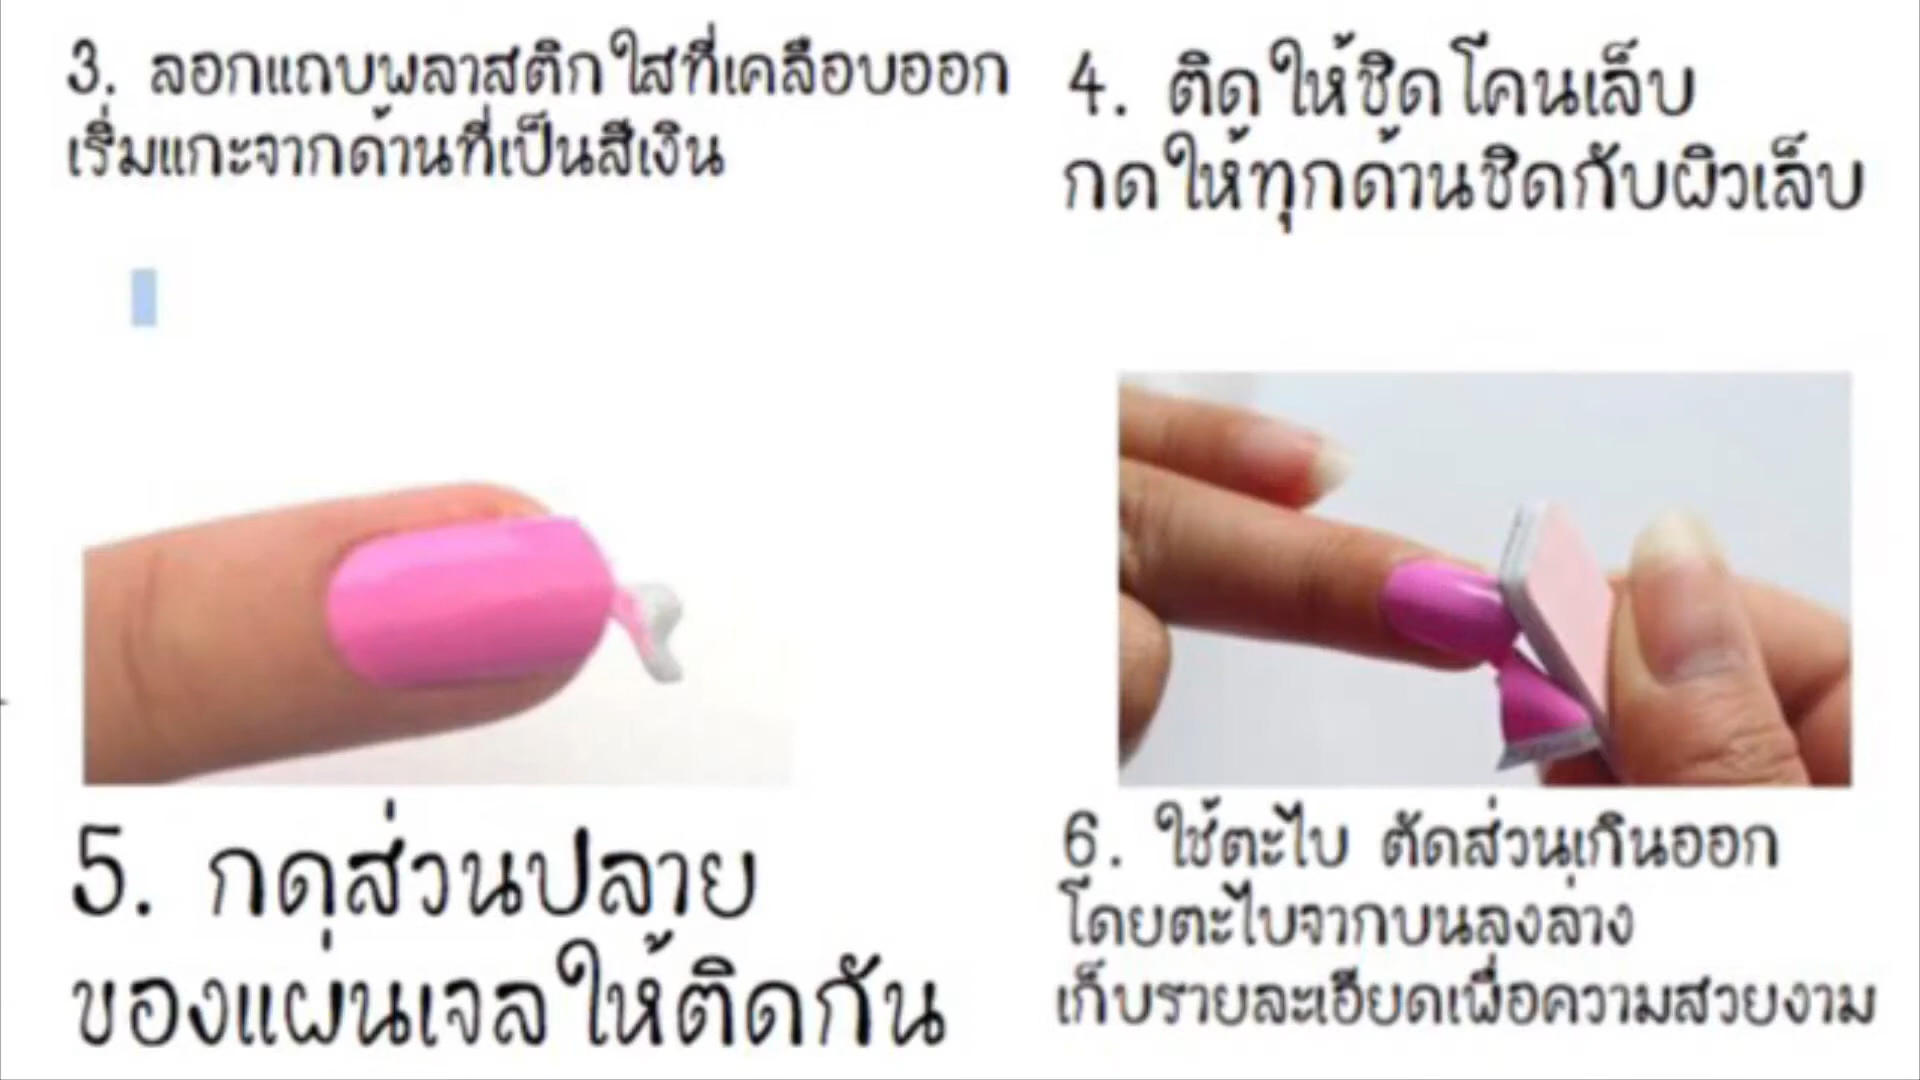 3. ลอกแถบพลาสติกใสที่เคลือบออก
เริ่มแกะจากด้านที่เป็นสีเงิน
4. ติดให้ชิดโคนเล็บ
กดให้ทุกด้านชิดกับผิวเล็บ
5. กดส่วนปลาย
ของแผ่นเจลให้ติดกัน
6. ใช้ตะไบ ตัดส่วนเกินออก
โดยตะไบจากบนลงล่าง
เก็บรายละเอียดเพื่อความสวยงาม